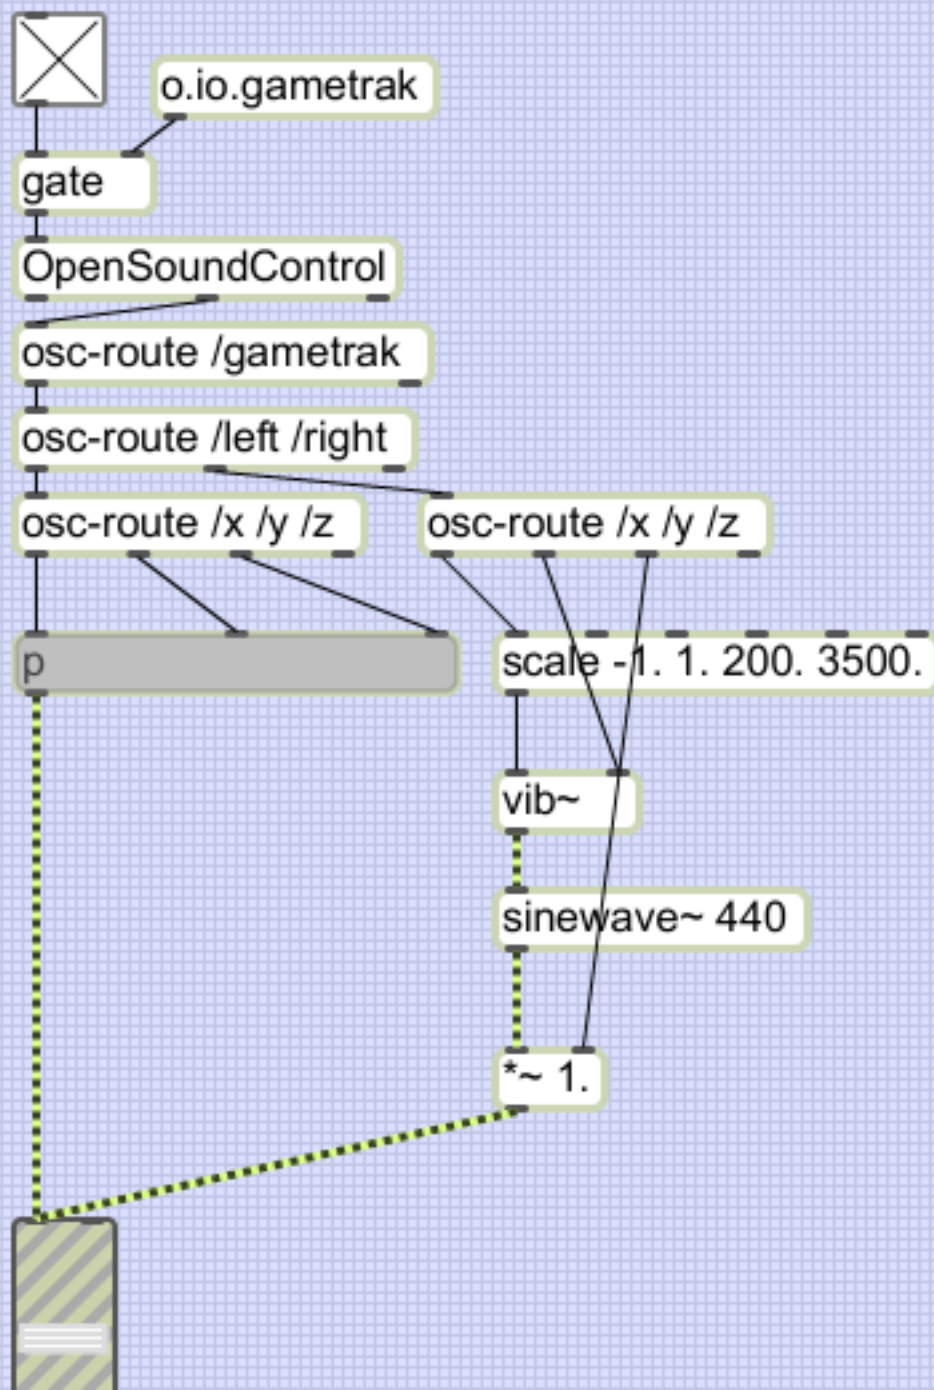 o.io.gametrak
gate
OpenSoundControl
osc-route /gametrak
osc-route /left /right
osc-route /x /y /z
osc-route /x /y /z
p
scale -1. 1. 200. 3500.
vib~
sinewave~ 440
*~ 1.